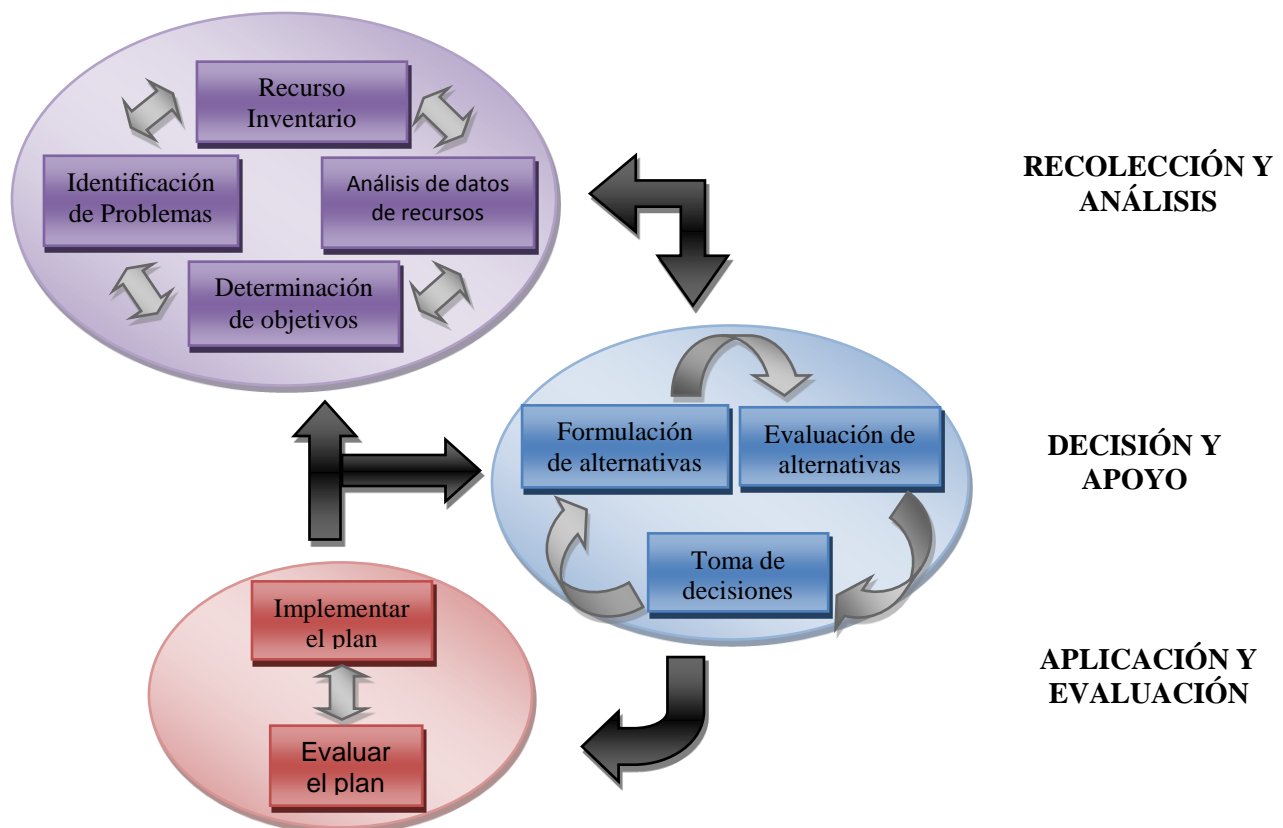 Recurso
Inventario
Identificación
de Problemas
Análisis de datos
de recursos
Determinación
de objetivos
RECOLECCIÓN Y
ANÁLISIS
Formulación
de alternativas
Evaluación de
alternativas
Toma de
decisiones
DECISIÓN Y
APOYO
Implementar
el plan
Evaluar
el plan
APLICACIÓN Y
EVALUACIÓN